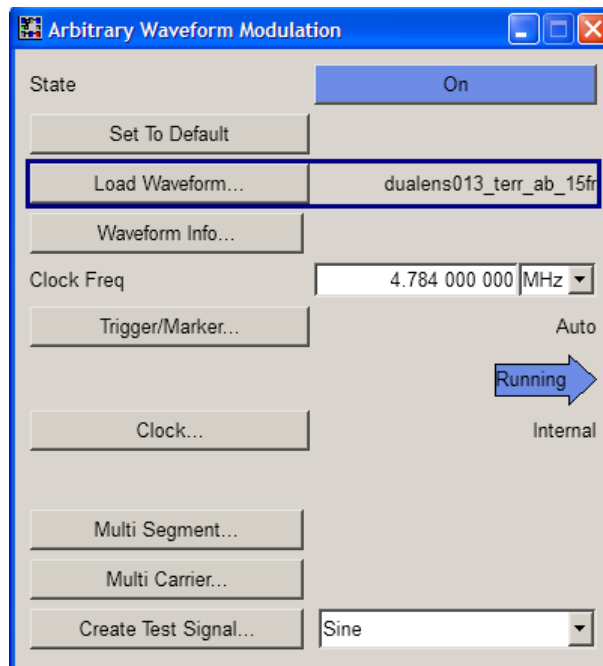 Arbitrary Waveform Modulation
State On
Set To Default
Load Waveform... dualens013_terr_ab_15fr
Waveform Info...
Clock Freq 4.784 000 000 MHz
Trigger/Marker... Auto
Running
Clock... Internal
Multi Segment...
Multi Carrier...
Create Test Signal... Sine